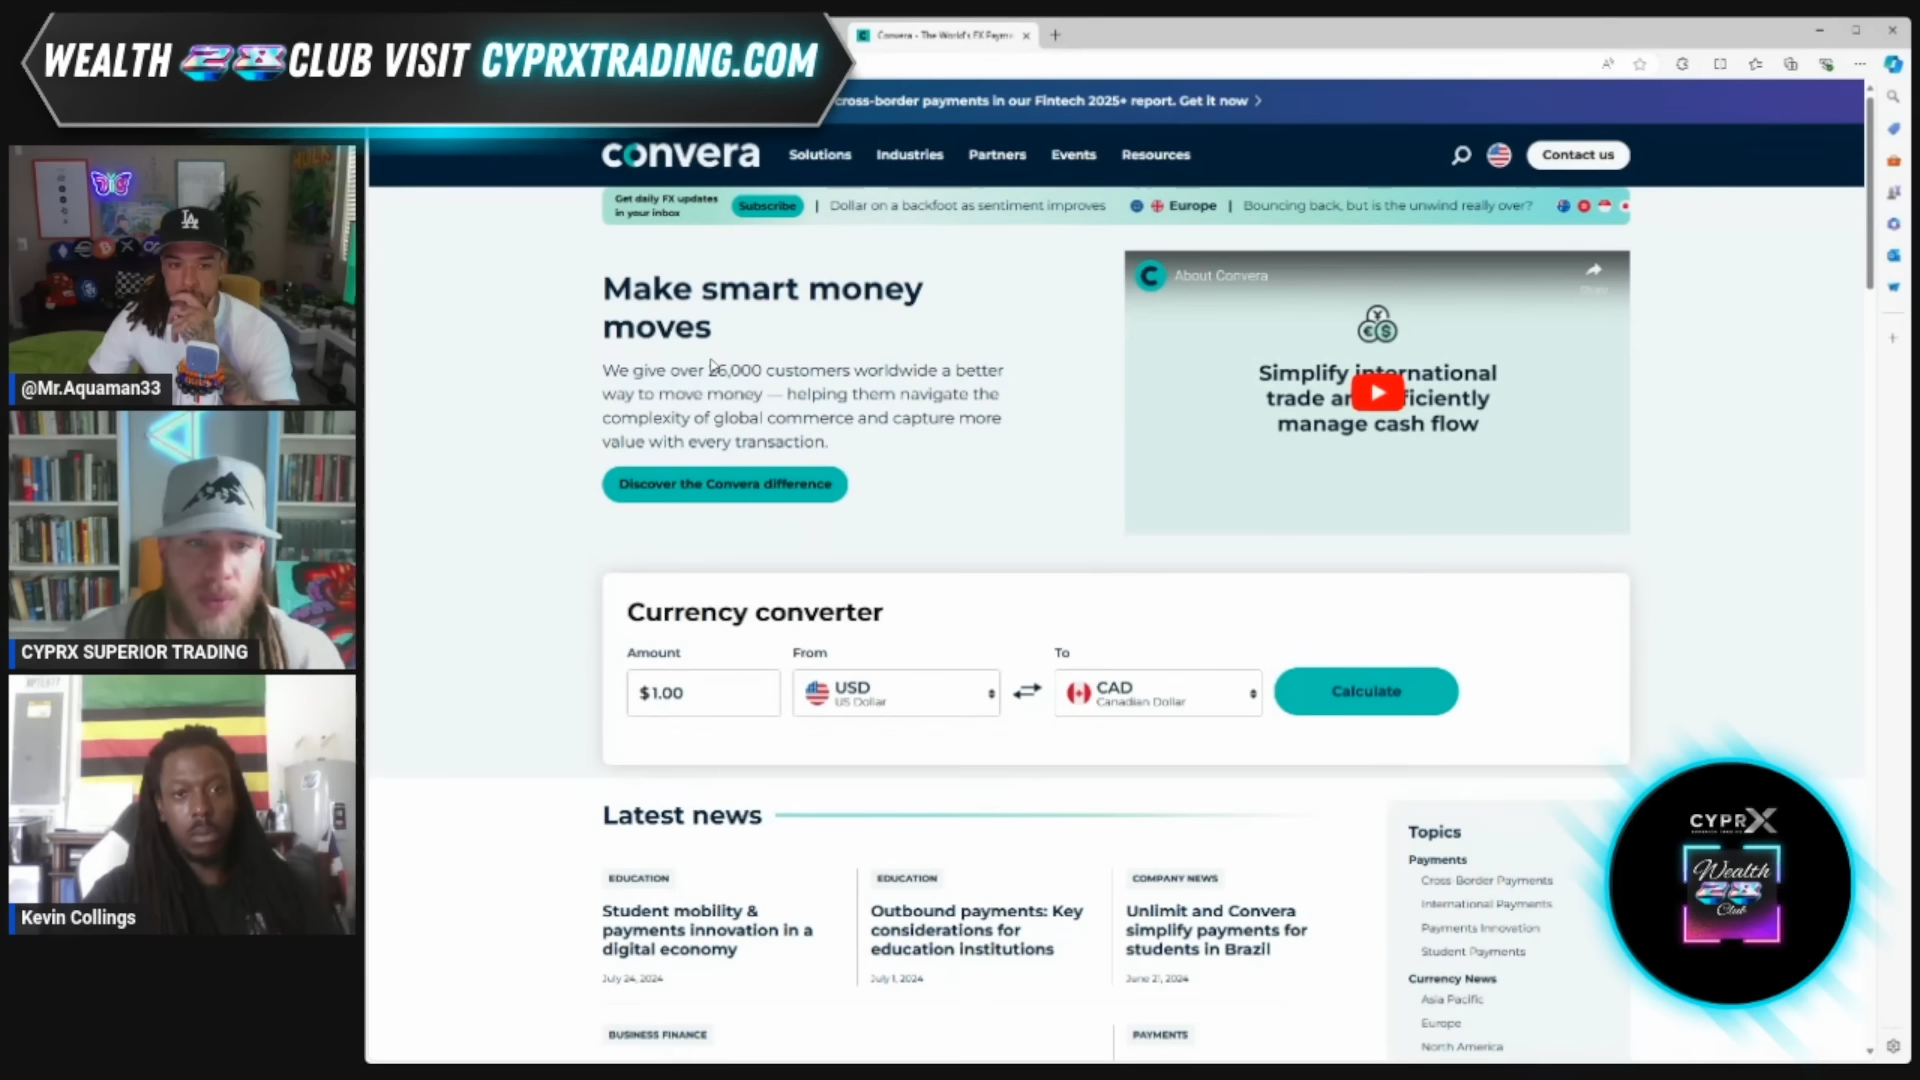 WEALTH 28 CLUB VISIT CYPRXTRADING.COM
Convera - The World's FX Paym
cross-border payments in our Fintech 2025+ report. Get it now
convera
Solutions
Industries
Partners
Events
Resources
Contact us
Get daily FX updates
in your inbox
Subscribe
| Dollar on a backfoot as sentiment improves
Europe | Bouncing back, but is the unwind really over?
Make smart money
moves
We give over 26,000 customers worldwide a better
way to move money — helping them navigate the
complexity of global commerce and capture more
value with every transaction.
Discover the Convera difference
About Convera
Share
Simplify international
trade and efficiently
manage cash flow
Currency converter
Amount
From
To
$1.00
USD
US Dollar
CAD
Canadian Dollar
Calculate
Latest news
EDUCATION
Student mobility &
payments innovation in a
digital economy
July 24, 2024
EDUCATION
Outbound payments: Key
considerations for
education institutions
July 1, 2024
COMPANY NEWS
Unlimit and Convera
simplify payments for
students in Brazil
June 21, 2024
BUSINESS FINANCE
PAYMENTS
Topics
Payments
Cross-Border Payments
International Payments
Payments Innovation
Student Payments
Currency News
Asia Pacific
Europe
North America
LA
@Mr.Aquaman33
CYPRX SUPERIOR TRADING
Kevin Collings
CYPRX
Wealth
28
Club